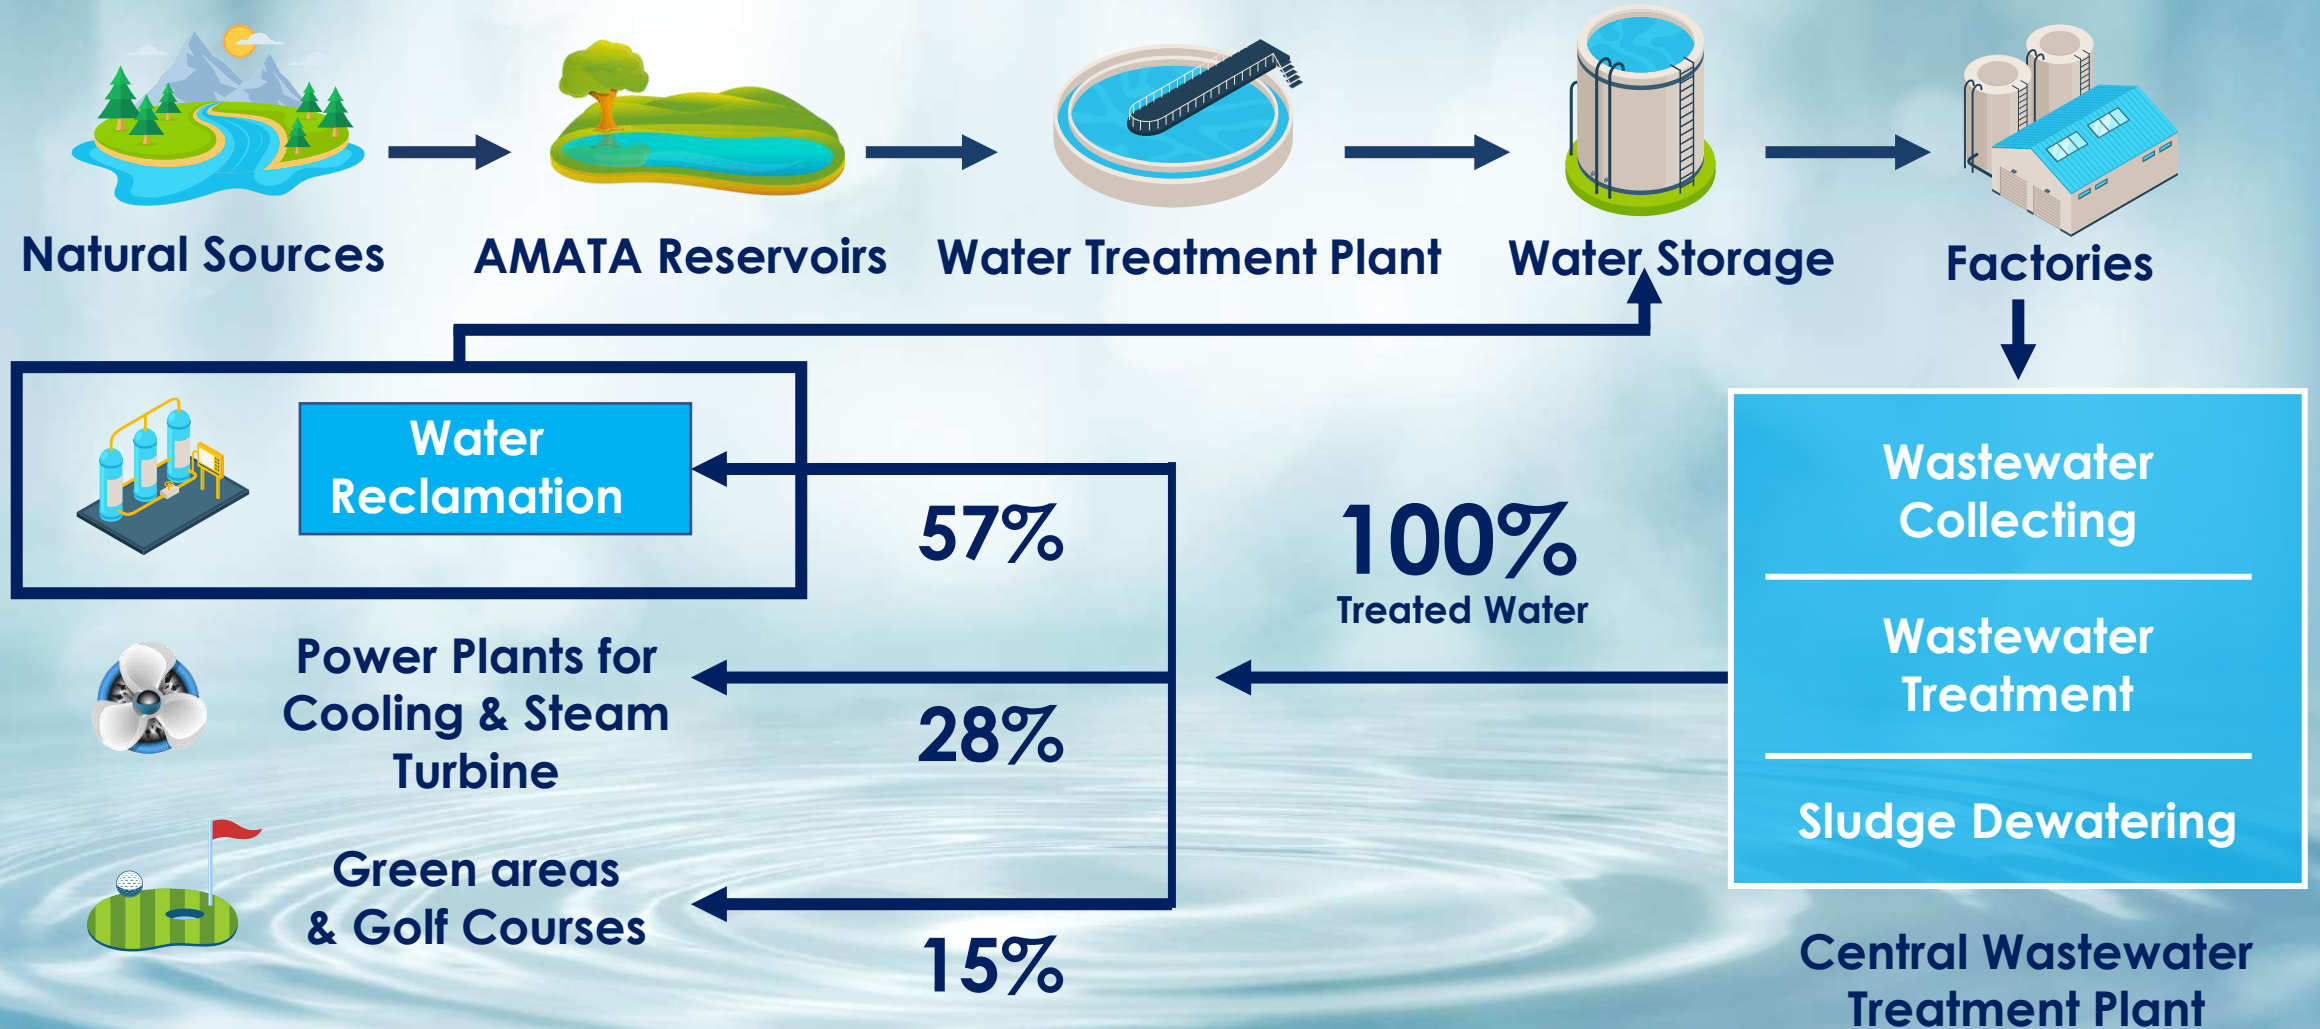 Natural Sources
AMATA Reservoirs
Water Treatment Plant
Water Storage
Factories
Water
Reclamation
57%
100%
Treated Water
Wastewater
Collecting
Wastewater
Treatment
Sludge Dewatering
Power Plants for
Cooling & Steam
Turbine
28%
Green areas
& Golf Courses
15%
Central Wastewater
Treatment Plant